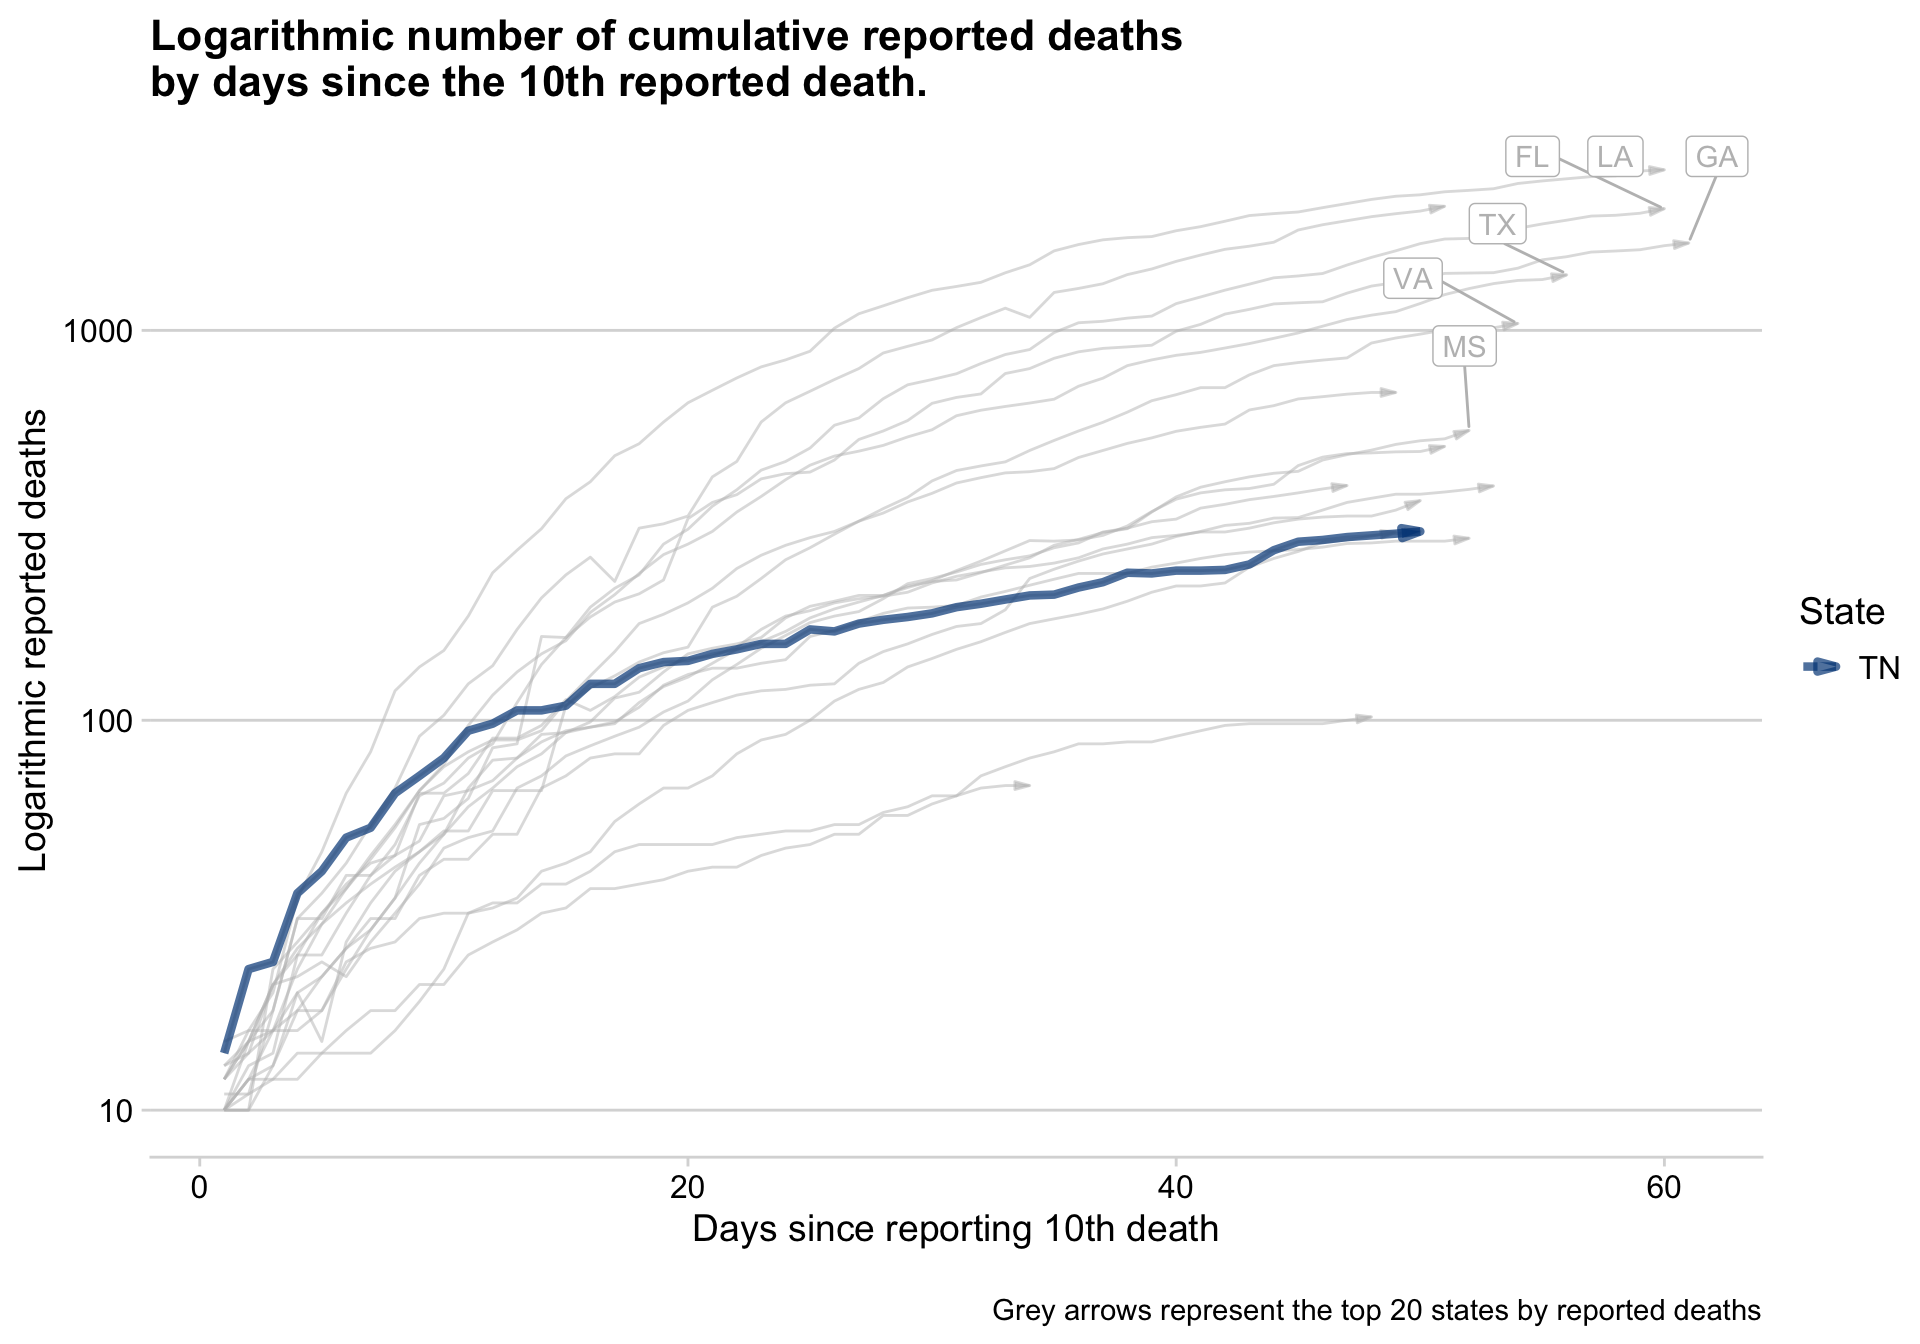 Logarithmic number of cumulative reported deaths
by days since the 10th reported death.
FL
LA
GA
TX
VA
MS
1000
100
10
Logarithmic reported deaths
0
20
40
60
Days since reporting 10th death
State
TN
Grey arrows represent the top 20 states by reported deaths